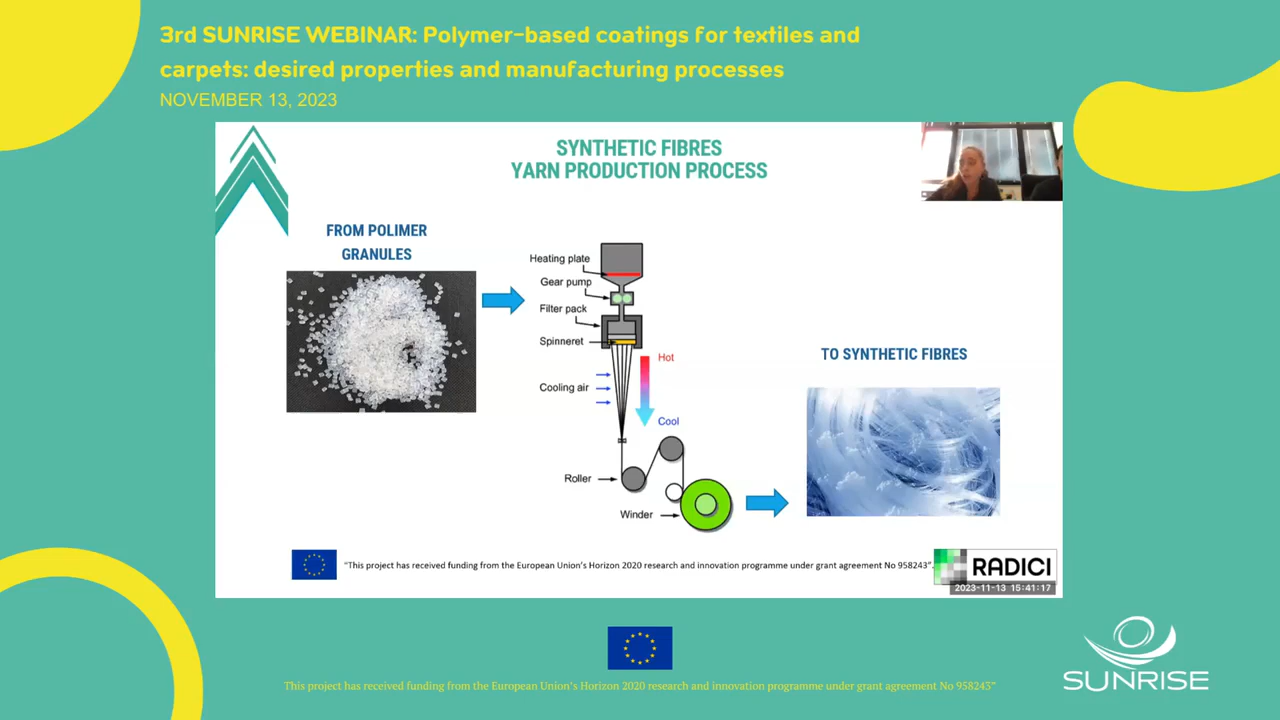 3rd SUNRISE WEBINAR: Polymer-based coatings for textiles and
carpets: desired properties and manufacturing processes
NOVEMBER 13, 2023
SYNTHETIC FIBRES
YARN PRODUCTION PROCESS
FROM POLIMER
GRANULES
Heating plate
Gear pump
Filter pack
Spinneret
Hot
Cooling air
Cool
Roller
Winder
TO SYNTHETIC FIBRES
"This project has received funding from the European Union's Horizon 2020 research and innovation programme under grant agreement No 958243".
RADICI
2023-11-13 15:41:17
SUNRISE
This project has received funding from the European Union's Horizon 2020 research and innovation programme under grant agreement No 958243"